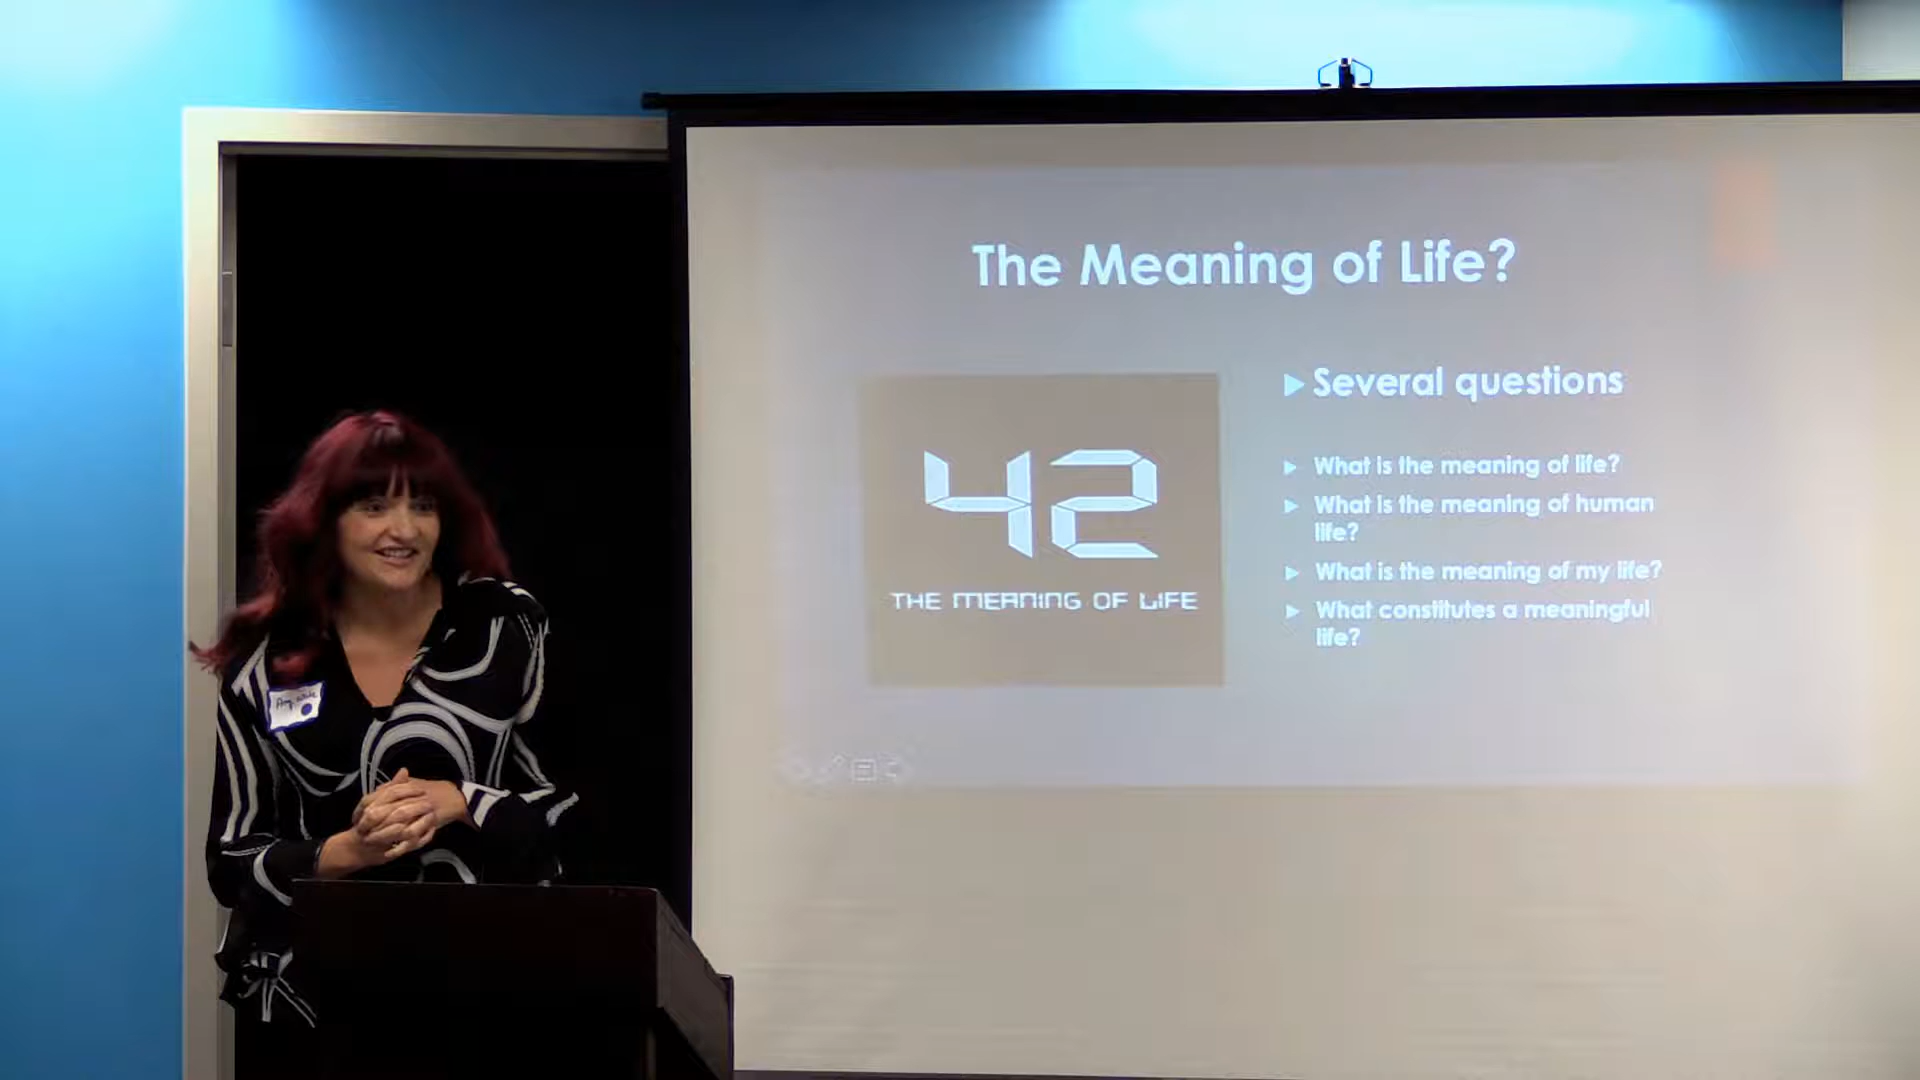 The Meaning of Life?
42
THE MEANING OF LIFE
▶ Several questions
▶ What is the meaning of life?
▶ What is the meaning of human
life?
▶ What is the meaning of my life?
▶ What constitutes a meaningful
life?